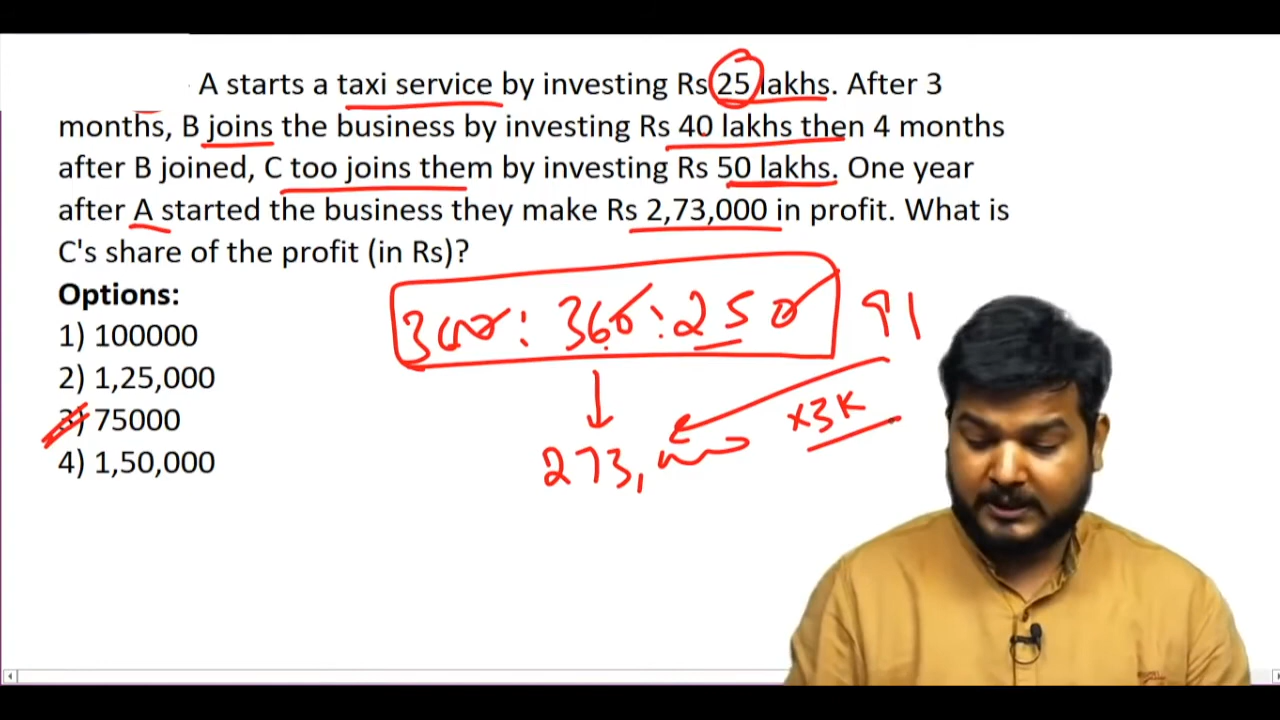 A starts a taxi service by investing Rs 25 lakhs. After 3
months, B joins the business by investing Rs 40 lakhs then 4 months
after B joined, C too joins them by investing Rs 50 lakhs. One year
after A started the business they make Rs 2,73,000 in profit. What is
C's share of the profit (in Rs)?
Options:
1) 100000
2) 1,25,000
3) 75000
4) 1,50,000
300 : 360 : 250 91
×3K
273,